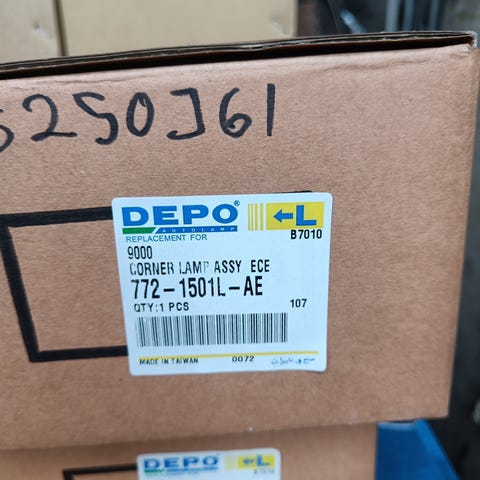 5250J61
DEPO®
AUTOLAMP
←L
REPLACEMENT FOR
B7010
9000
CORNER LAMP ASSY ECE
772-1501L-AE
QTY:1 PCS
107
MADE IN TAIWAN
0072
DEPO
L